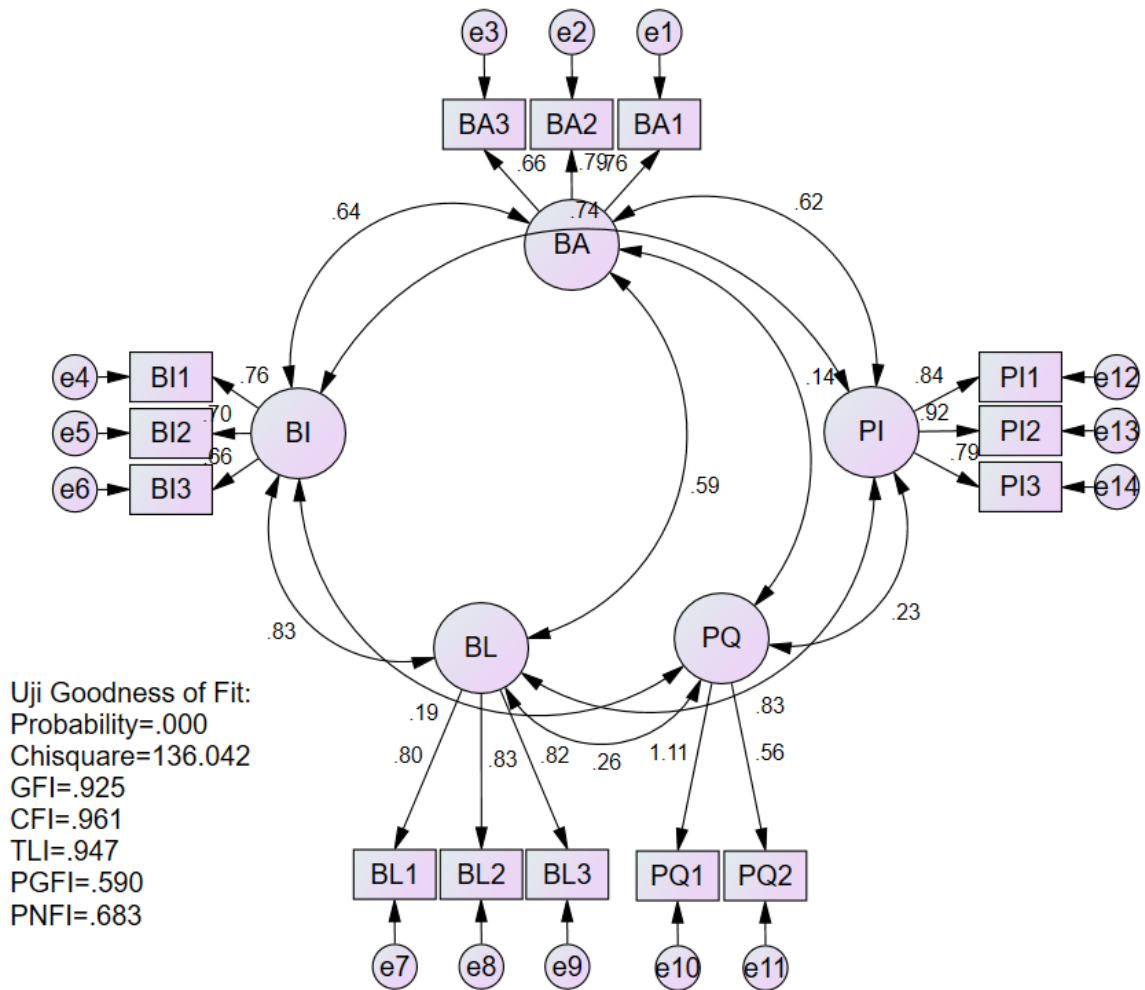 e3 e2 e1
BA3 BA2 BA1
.66 .79 .76
.64 .74 .62
BA
e4 BI1 .76
.14
.84 PI1 e12
e5 BI2 .70 BI
PI .92 PI2 e13
e6 BI3 .66
.79 PI3 e14
.59
.83 BL PQ .23
Uji Goodness of Fit:
Probability=.000
Chisquare=136.042
GFI=.925
CFI=.961
TLI=.947
PGFI=.590
PNFI=.683
.19 .83
.80 .83 .82 .26 1.11 .56
BL1 BL2 BL3 PQ1 PQ2
e7 e8 e9 e10 e11